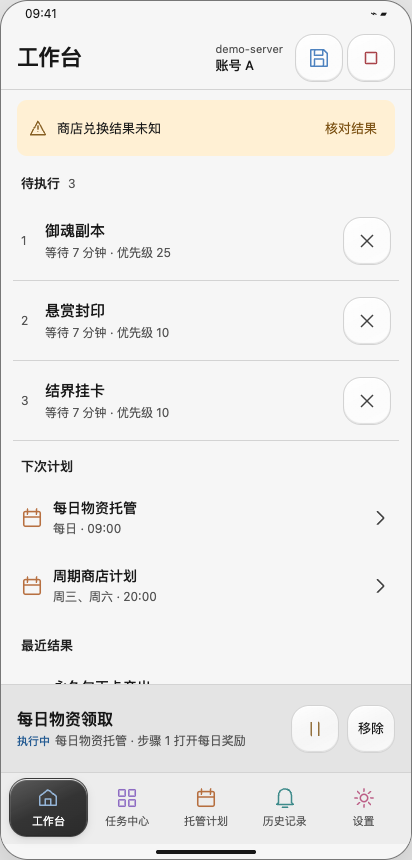 09:41
工作台
demo-server
账号 A
商店兑换结果未知
核对结果
待执行 3
1
御魂副本
等待 7 分钟 · 优先级 25
2
悬赏封印
等待 7 分钟 · 优先级 10
3
结界挂卡
等待 7 分钟 · 优先级 10
下次计划
每日物资托管
每日 · 09:00
周期商店计划
周三、周六 · 20:00
最近结果
每日物资领取
执行中 每日物资托管 · 步骤 1 打开每日奖励
移除
工作台
任务中心
托管计划
历史记录
设置